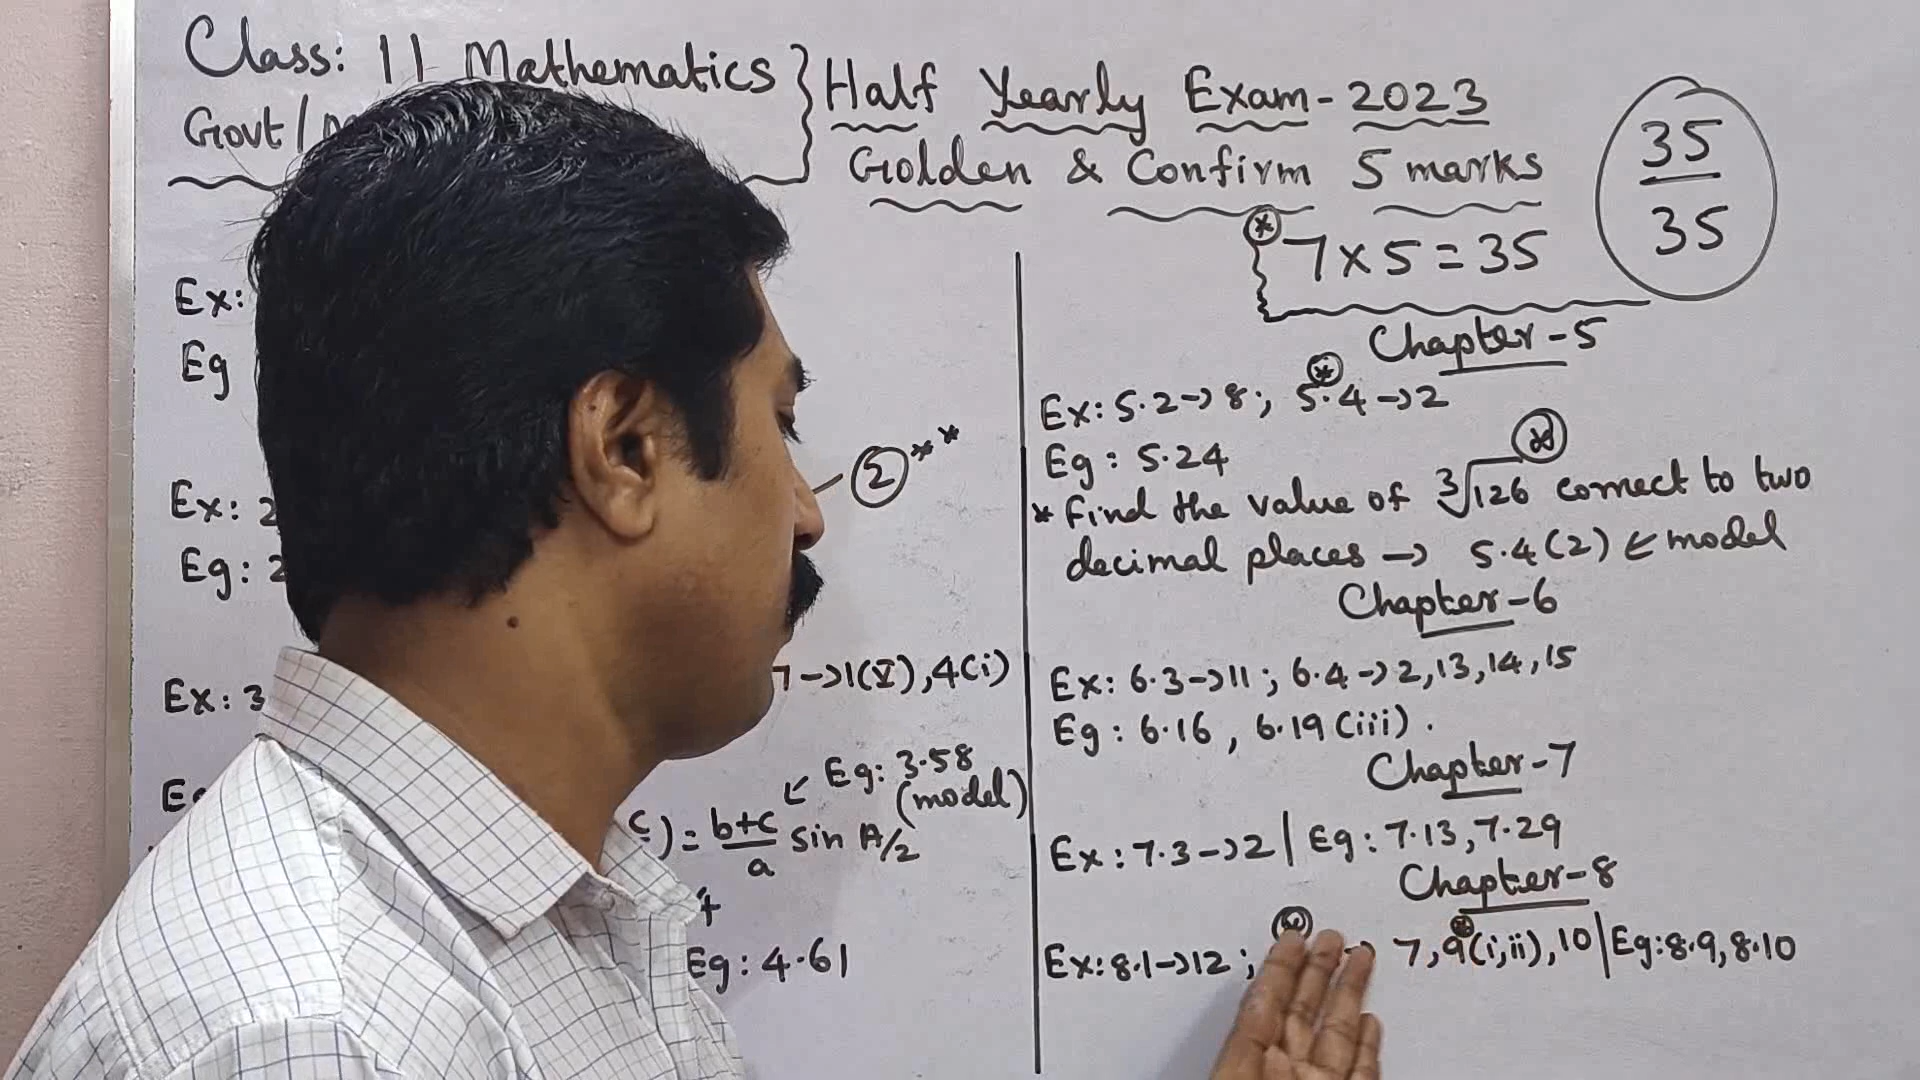 Class: 11 Mathematics
Govt/
Half Yearly Exam-2023
Golden & Confirm 5 marks
35
35
* 7×5=35
Ex:
Eg
2 **
Ex: 2
Eg: 2
Ex: 3 7→1(V),4(i)
Eg: 3.58
(model)
c)= b+c/a sin A/2
4
Eg: 4.61
Chapter-5
Ex: 5.2→8; 5.4→2
Eg: 5.24
* Find the value of ³√126 correct to two
decimal places → 5.4(2) ← model
Chapter-6
Ex: 6.3→11; 6.4→2,13,14,15
Eg: 6.16, 6.19(iii).
Chapter-7
Ex: 7.3→2 | Eg: 7.13,7.29
Chapter-8
Ex: 8.1→12; → 7,9(i,ii),10 | Eg: 8.9, 8.10